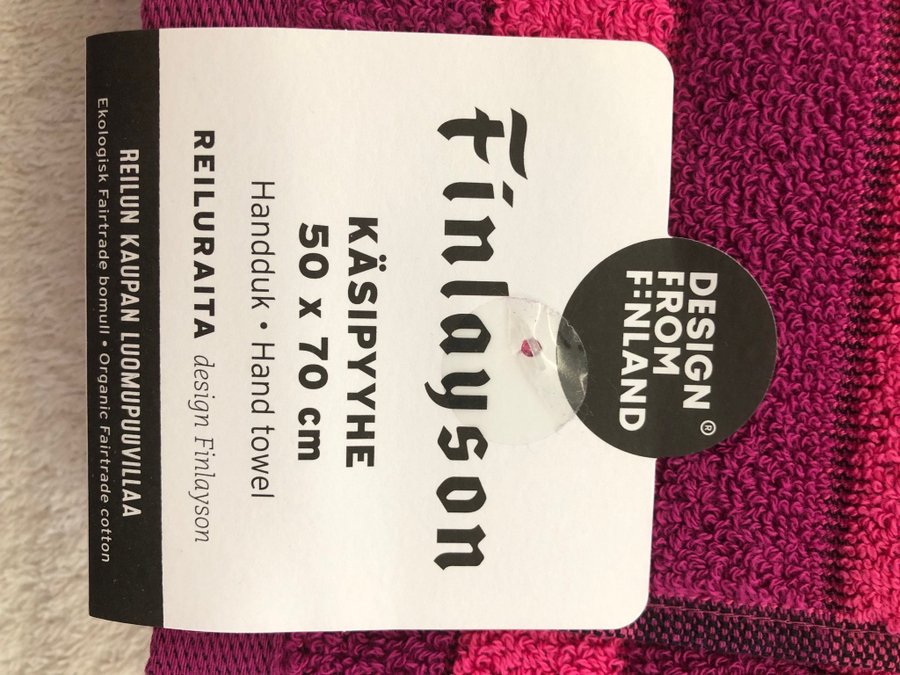 DESIGN
FROM
FINLAND®
Finlayson
KÄSIPYYHE
50 x 70 cm
Handduk • Hand towel
REILURAITA design Finlayson
REILUN KAUPAN LUOMUPUUVILLAA
Ekologisk Fairtrade bomull • Organic Fairtrade cotton